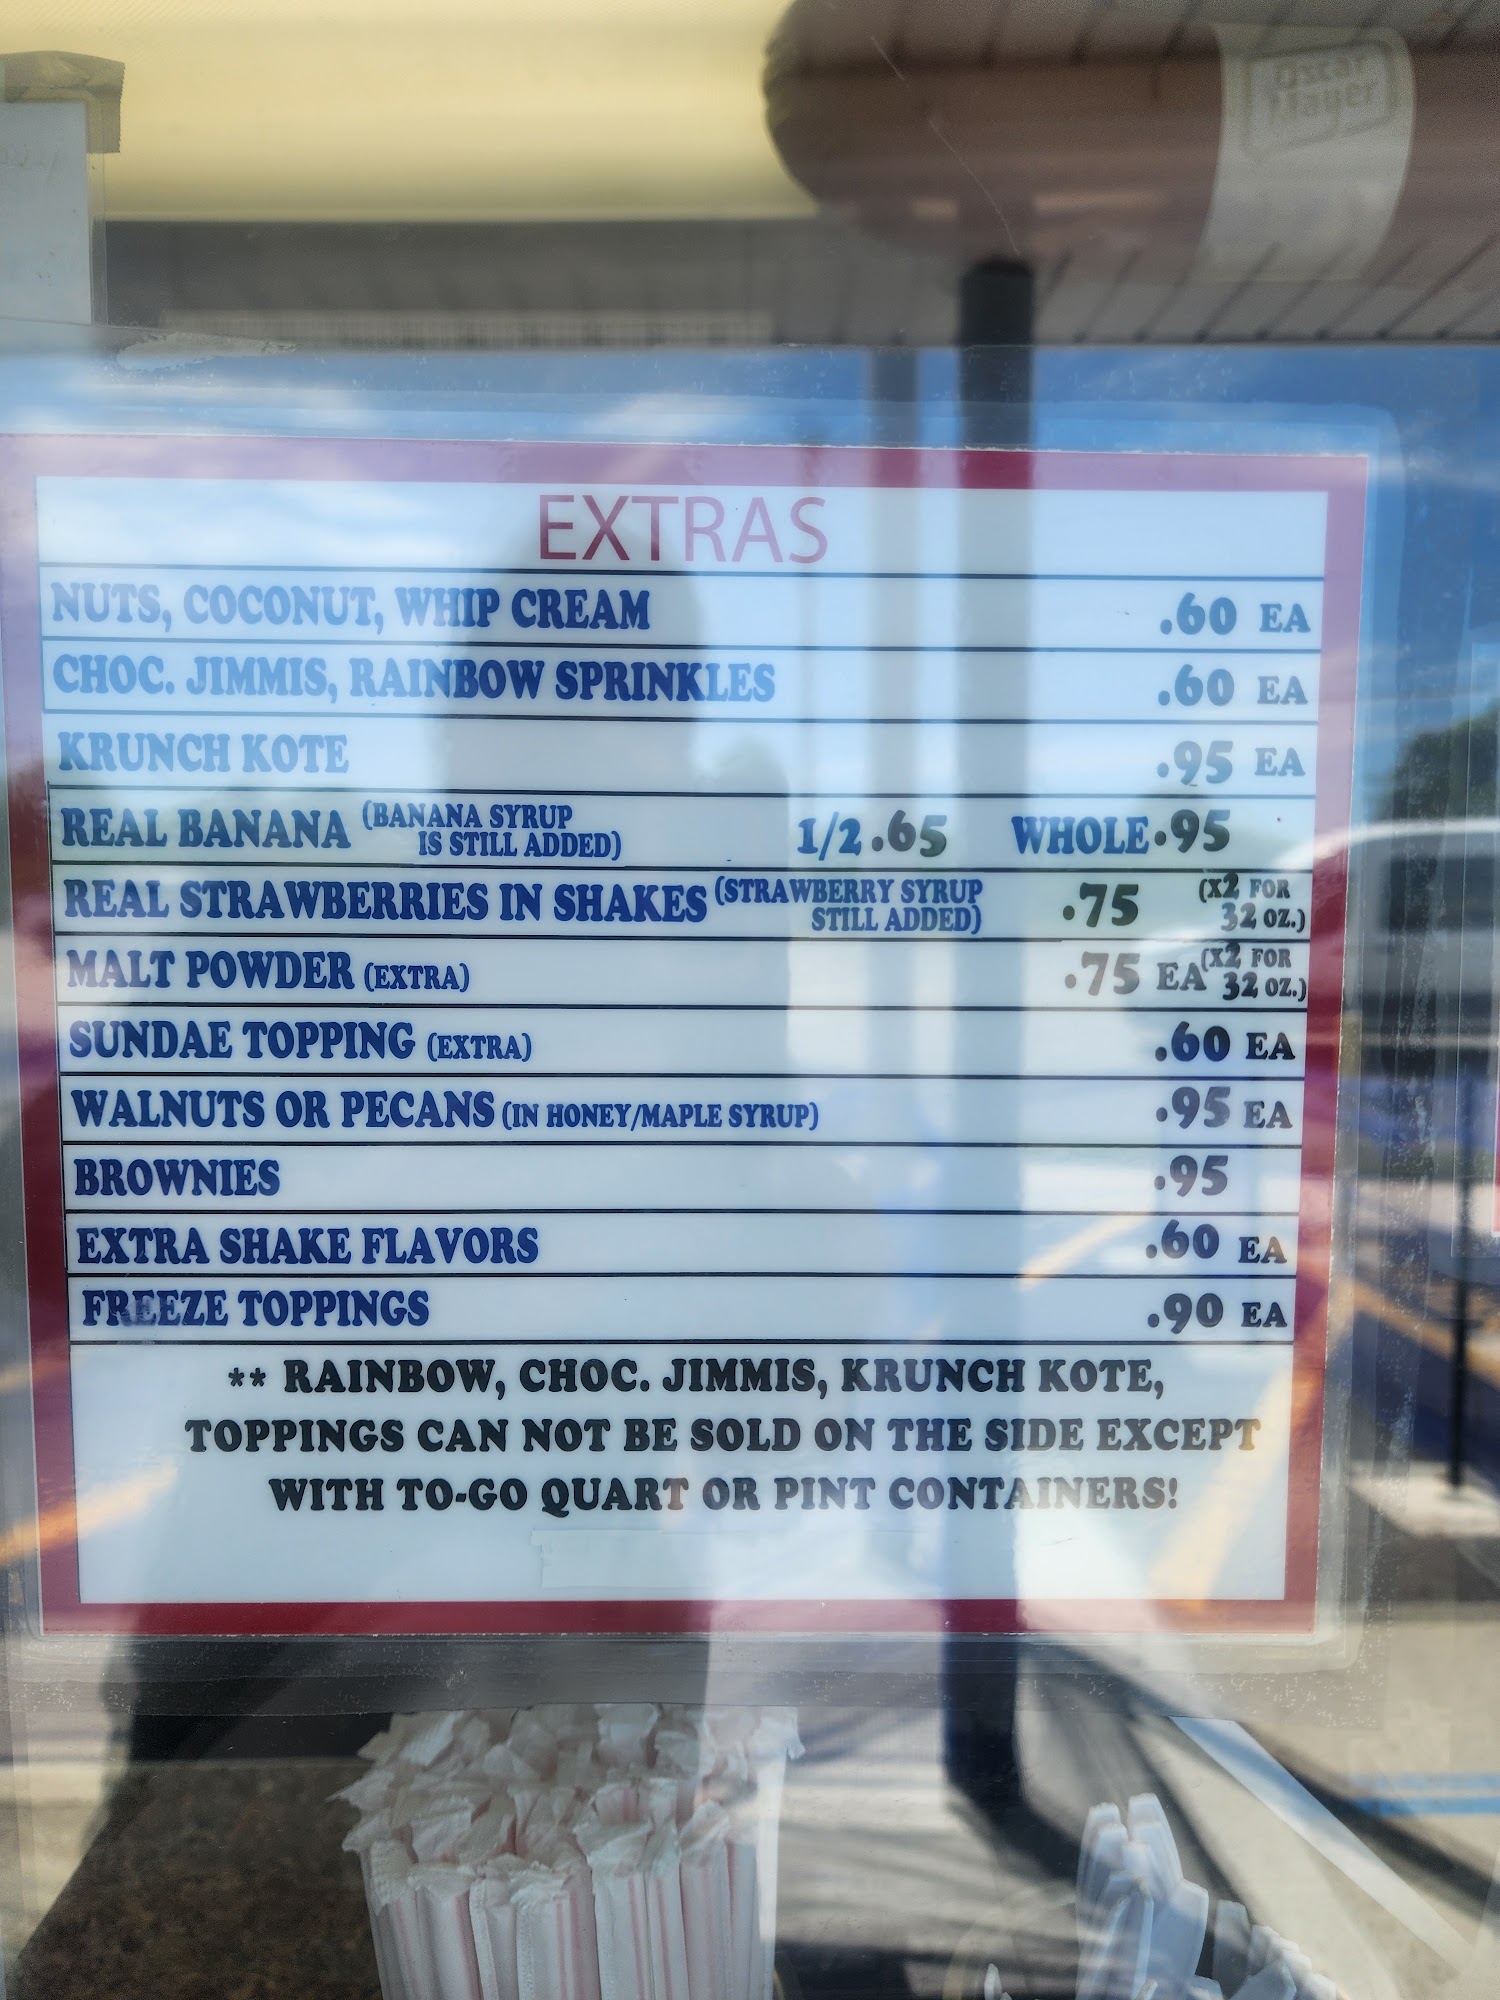 Oscar
Mayer
EXTRAS
NUTS, COCONUT, WHIP CREAM .60 EA
CHOC. JIMMIS, RAINBOW SPRINKLES .60 EA
KRUNCH KOTE .95 EA
REAL BANANA (BANANA SYRUP IS STILL ADDED) 1/2 .65 WHOLE .95
REAL STRAWBERRIES IN SHAKES (STRAWBERRY SYRUP STILL ADDED) .75 (X2 FOR 32 OZ.)
MALT POWDER (EXTRA) .75 EA (X2 FOR 32 OZ.)
SUNDAE TOPPING (EXTRA) .60 EA
WALNUTS OR PECANS (IN HONEY/MAPLE SYRUP) .95 EA
BROWNIES .95
EXTRA SHAKE FLAVORS .60 EA
FREEZE TOPPINGS .90 EA
** RAINBOW, CHOC. JIMMIS, KRUNCH KOTE,
TOPPINGS CAN NOT BE SOLD ON THE SIDE EXCEPT
WITH TO-GO QUART OR PINT CONTAINERS!